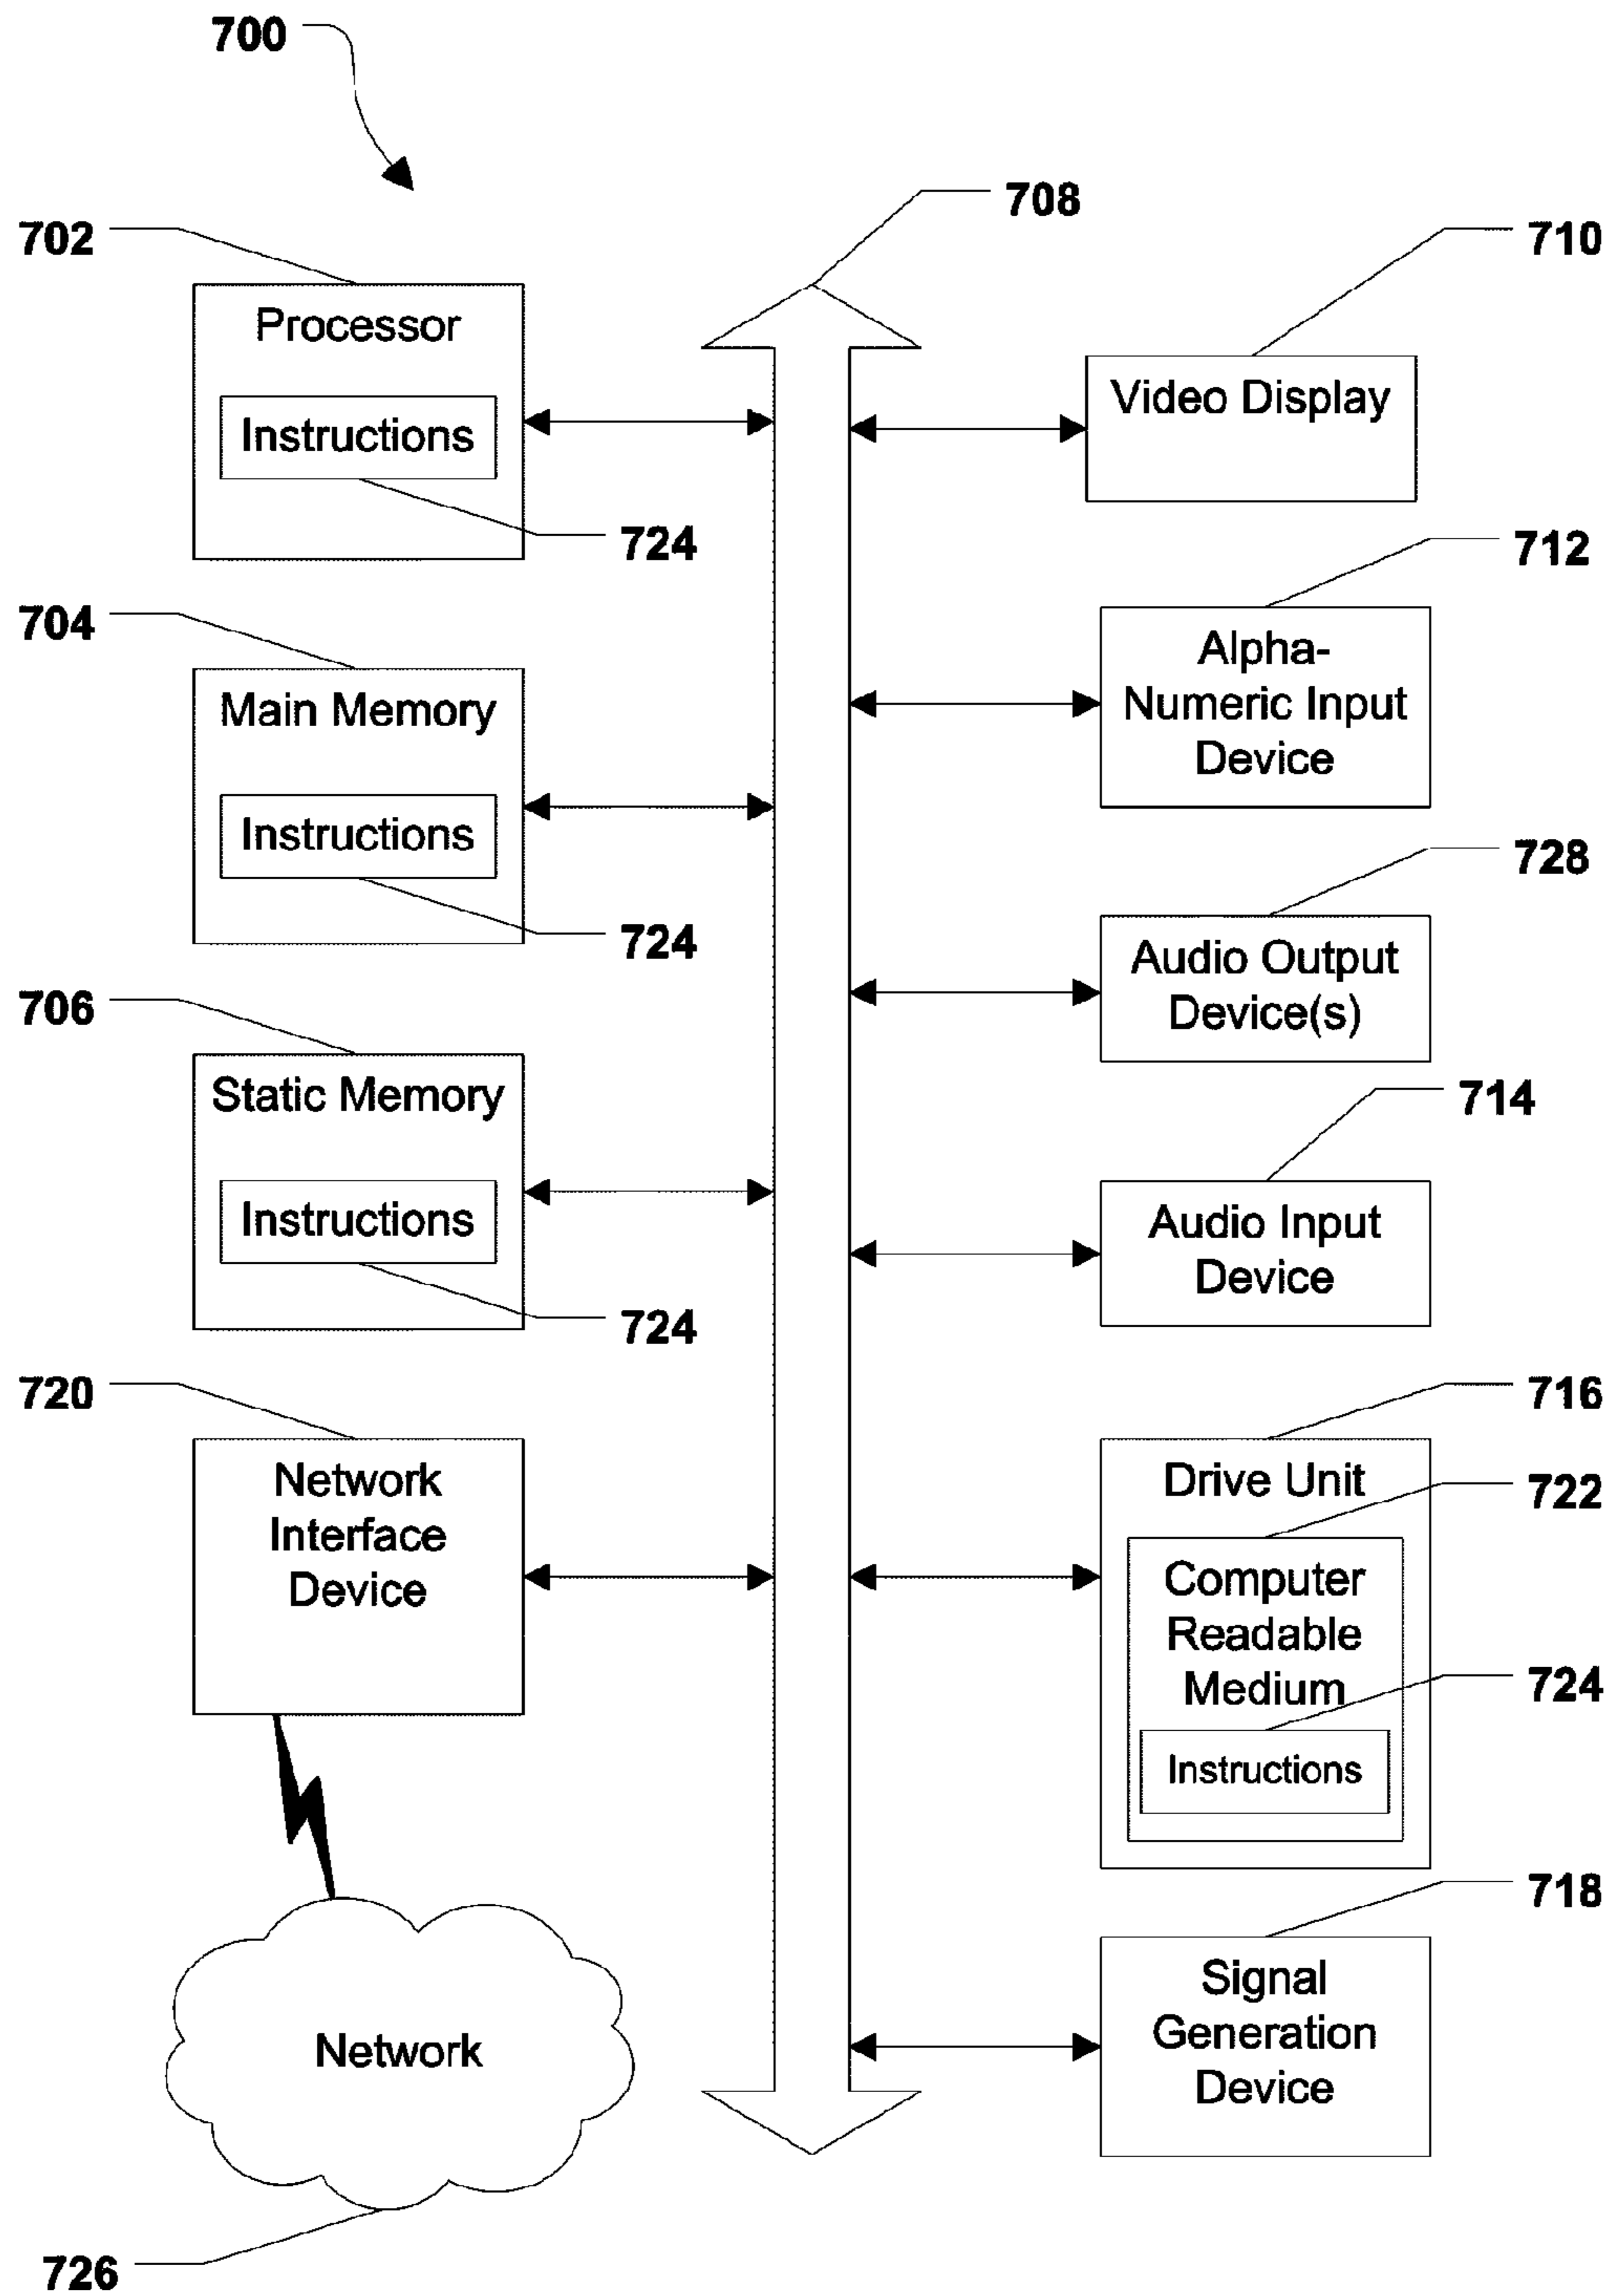 700
708
702
710
Processor
Instructions
724
Video Display
712
704
Main Memory
Instructions
724
Alpha-
Numeric Input
Device
728
Audio Output
Device(s)
706
Static Memory
Instructions
724
714
Audio Input
Device
720
Network
Interface
Device
716
Drive Unit
722
Computer
Readable
Medium
724
Instructions
718
Signal
Generation
Device
Network
726